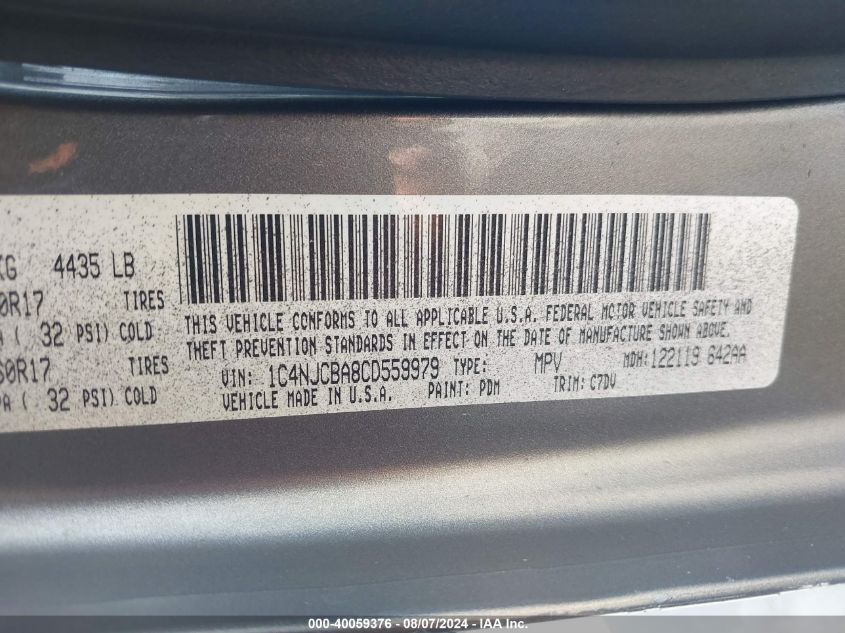 KG 4435 LB
0R17 TIRES
( 32 PSI) COLD
60R17 TIRES
PA ( 32 PSI) COLD
THIS VEHICLE CONFORMS TO ALL APPLICABLE U.S.A. FEDERAL MOTOR VEHICLE SAFETY AND
THEFT PREVENTION STANDARDS IN EFFECT ON THE DATE OF MANUFACTURE SHOWN ABOVE.
VIN: 1C4NJCBA8CD559979 TYPE: MPV MDH:122119 642AA
VEHICLE MADE IN U.S.A. PAINT: PDM TRIM: C7DV
000-40059376 - 08/07/2024 - IAA Inc.